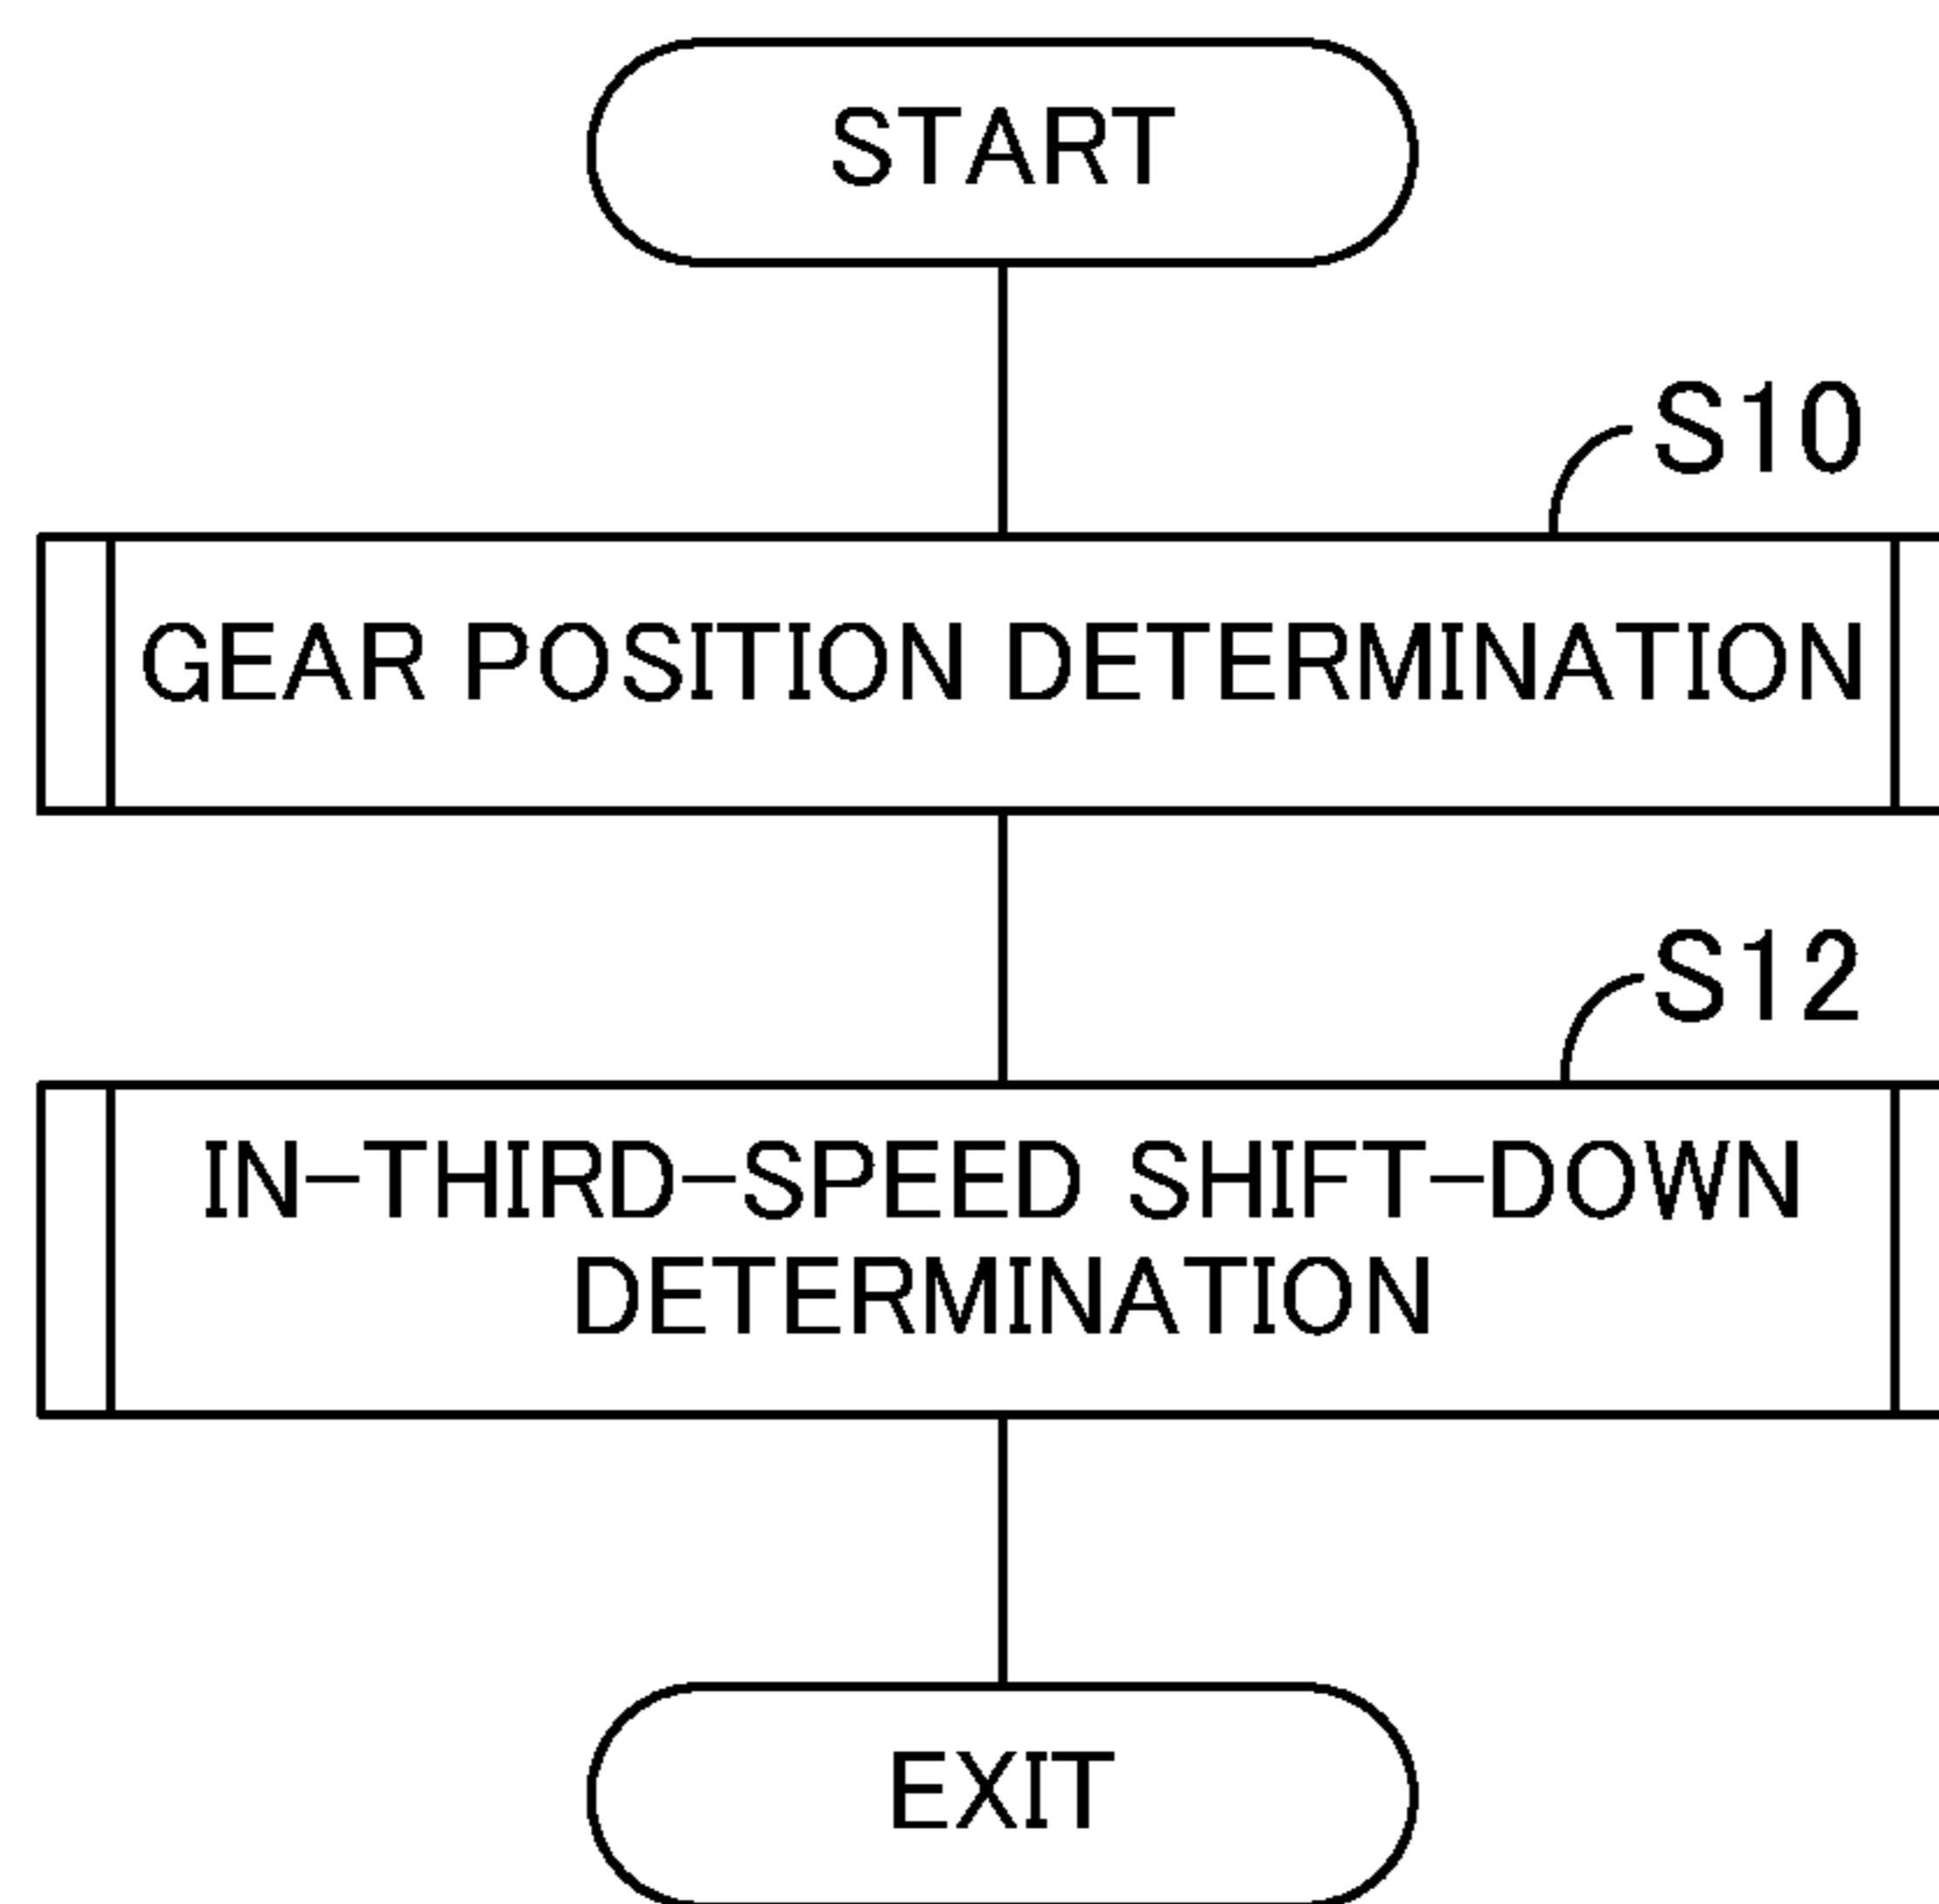 START
S10
GEAR POSITION DETERMINATION
S12
IN-THIRD-SPEED SHIFT-DOWN
DETERMINATION
EXIT